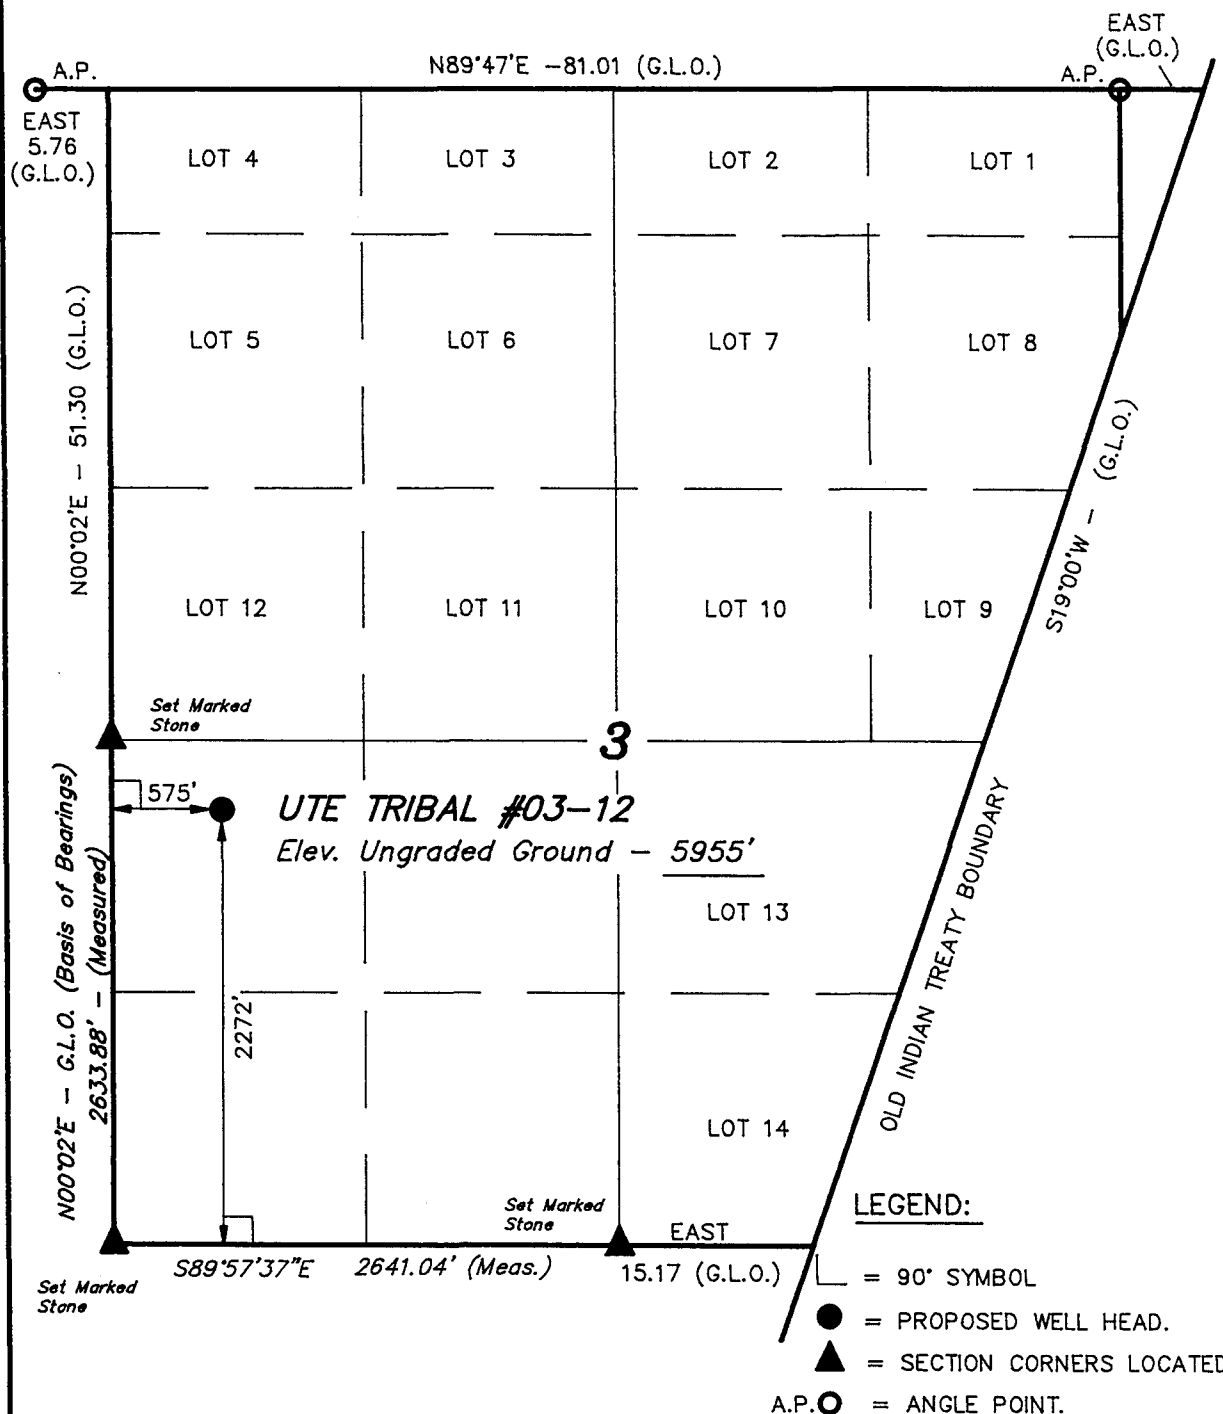 EAST
(G.L.O.)
A.P.
N89°47'E -81.01 (G.L.O.)
A.P.
EAST
5.76
(G.L.O.)
LOT 4
LOT 3
LOT 2
LOT 1
N00°02'E - 51.30 (G.L.O.)
LOT 5
LOT 6
LOT 7
LOT 8
S19°00'W - (G.L.O.)
LOT 12
LOT 11
LOT 10
LOT 9
Set Marked
Stone
3
575'
UTE TRIBAL #03-12
Elev. Ungraded Ground - 5955'
N00°02'E - G.L.O. (Basis of Bearings)
2633.88' - (Measured)
2272'
LOT 13
OLD INDIAN TREATY BOUNDARY
LOT 14
Set Marked
Stone
EAST
S89°57'37"E 2641.04' (Meas.)
15.17 (G.L.O.)
Set Marked
Stone
LEGEND:
= 90° SYMBOL
= PROPOSED WELL HEAD.
= SECTION CORNERS LOCATED
A.P. = ANGLE POINT.